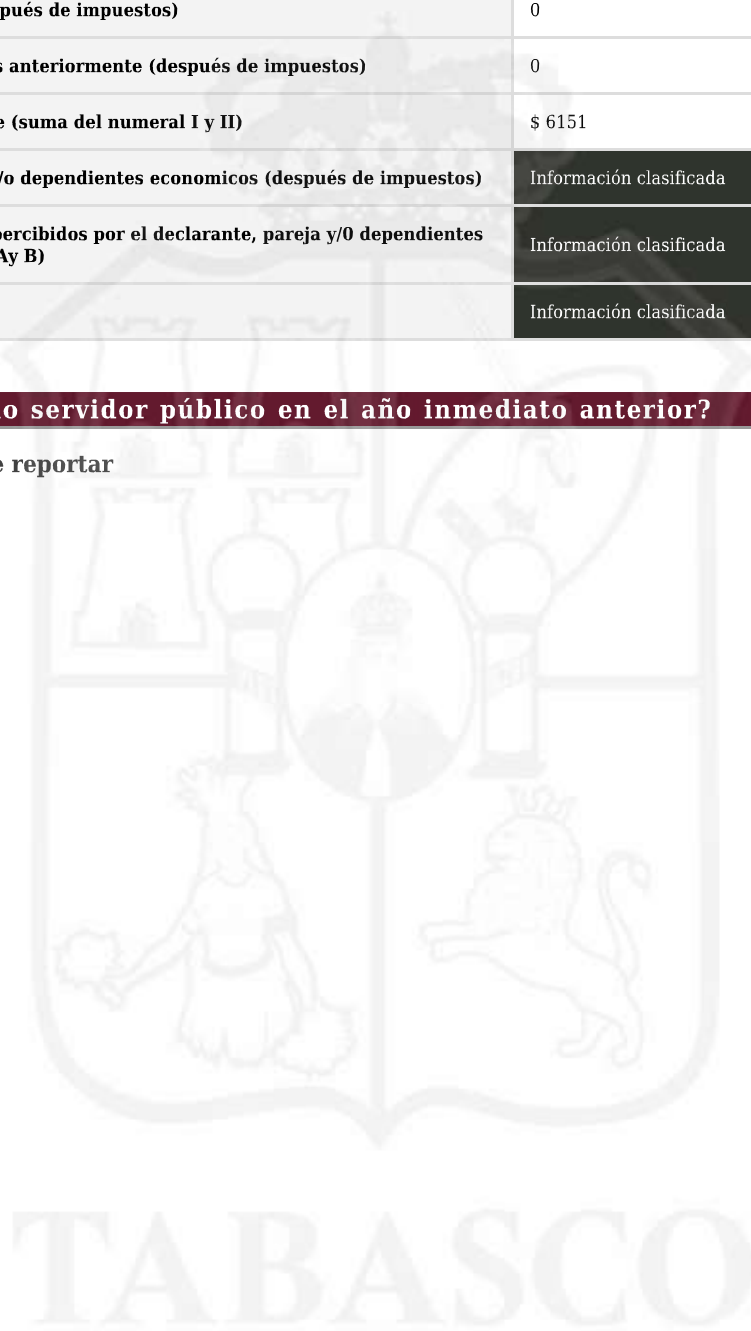 pués de impuestos) 0
s anteriormente (después de impuestos) 0
e (suma del numeral I y II) $ 6151
/o dependientes economicos (después de impuestos) Información clasificada
percibidos por el declarante, pareja y/0 dependientes
Ay B) Información clasificada
Información clasificada
o servidor público en el año inmediato anterior?
e reportar
TABASCO